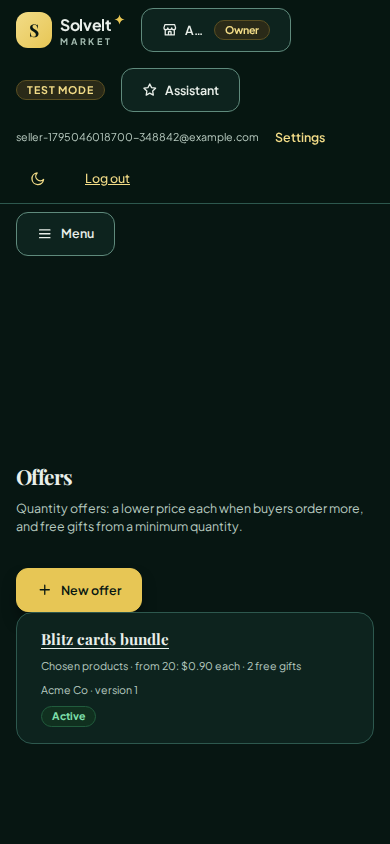 S
Solvelt
MARKET
A...
Owner
TEST MODE
Assistant
seller-1795046018700-348842@example.com
Settings
Log out
Menu
Offers
Quantity offers: a lower price each when buyers order more,
and free gifts from a minimum quantity.
New offer
Blitz cards bundle
Chosen products · from 20: $0.90 each · 2 free gifts
Acme Co · version 1
Active